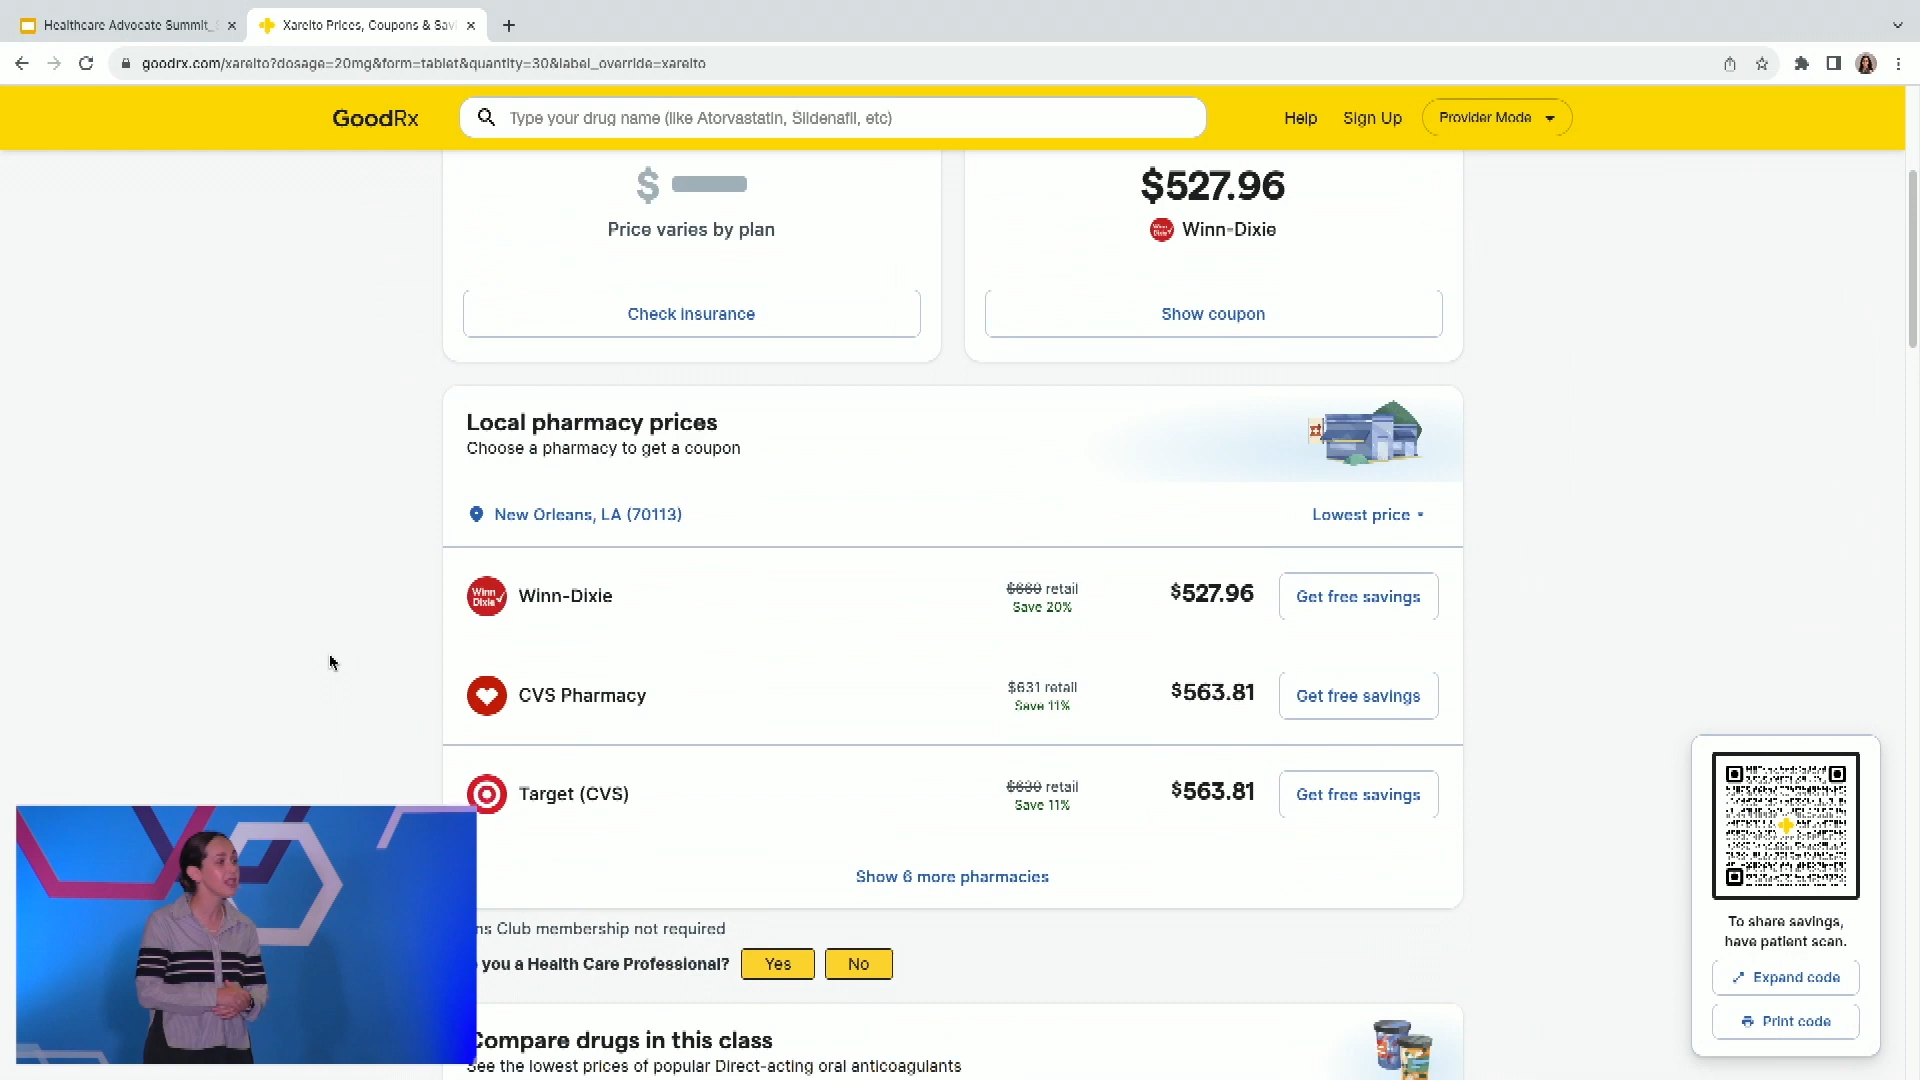 Healthcare Advocate Summit_
Xarelto Prices, Coupons & Savi
goodrx.com/xarelto?dosage=20mg&form=tablet&quantity=30&label_override=xarelto
GoodRx
Type your drug name (like Atorvastatin, Sildenafil, etc)
Help
Sign Up
Provider Mode
$
Price varies by plan
Check insurance
$527.96
Winn-Dixie
Show coupon
Local pharmacy prices
Choose a pharmacy to get a coupon
New Orleans, LA (70113)
Lowest price
Winn Dixie
Winn-Dixie
$660 retail
Save 20%
$527.96
Get free savings
CVS Pharmacy
$631 retail
Save 11%
$563.81
Get free savings
Target (CVS)
$630 retail
Save 11%
$563.81
Get free savings
Show 6 more pharmacies
ns Club membership not required
you a Health Care Professional?
Yes
No
Compare drugs in this class
See the lowest prices of popular Direct-acting oral anticoagulants
To share savings,
have patient scan.
Expand code
Print code